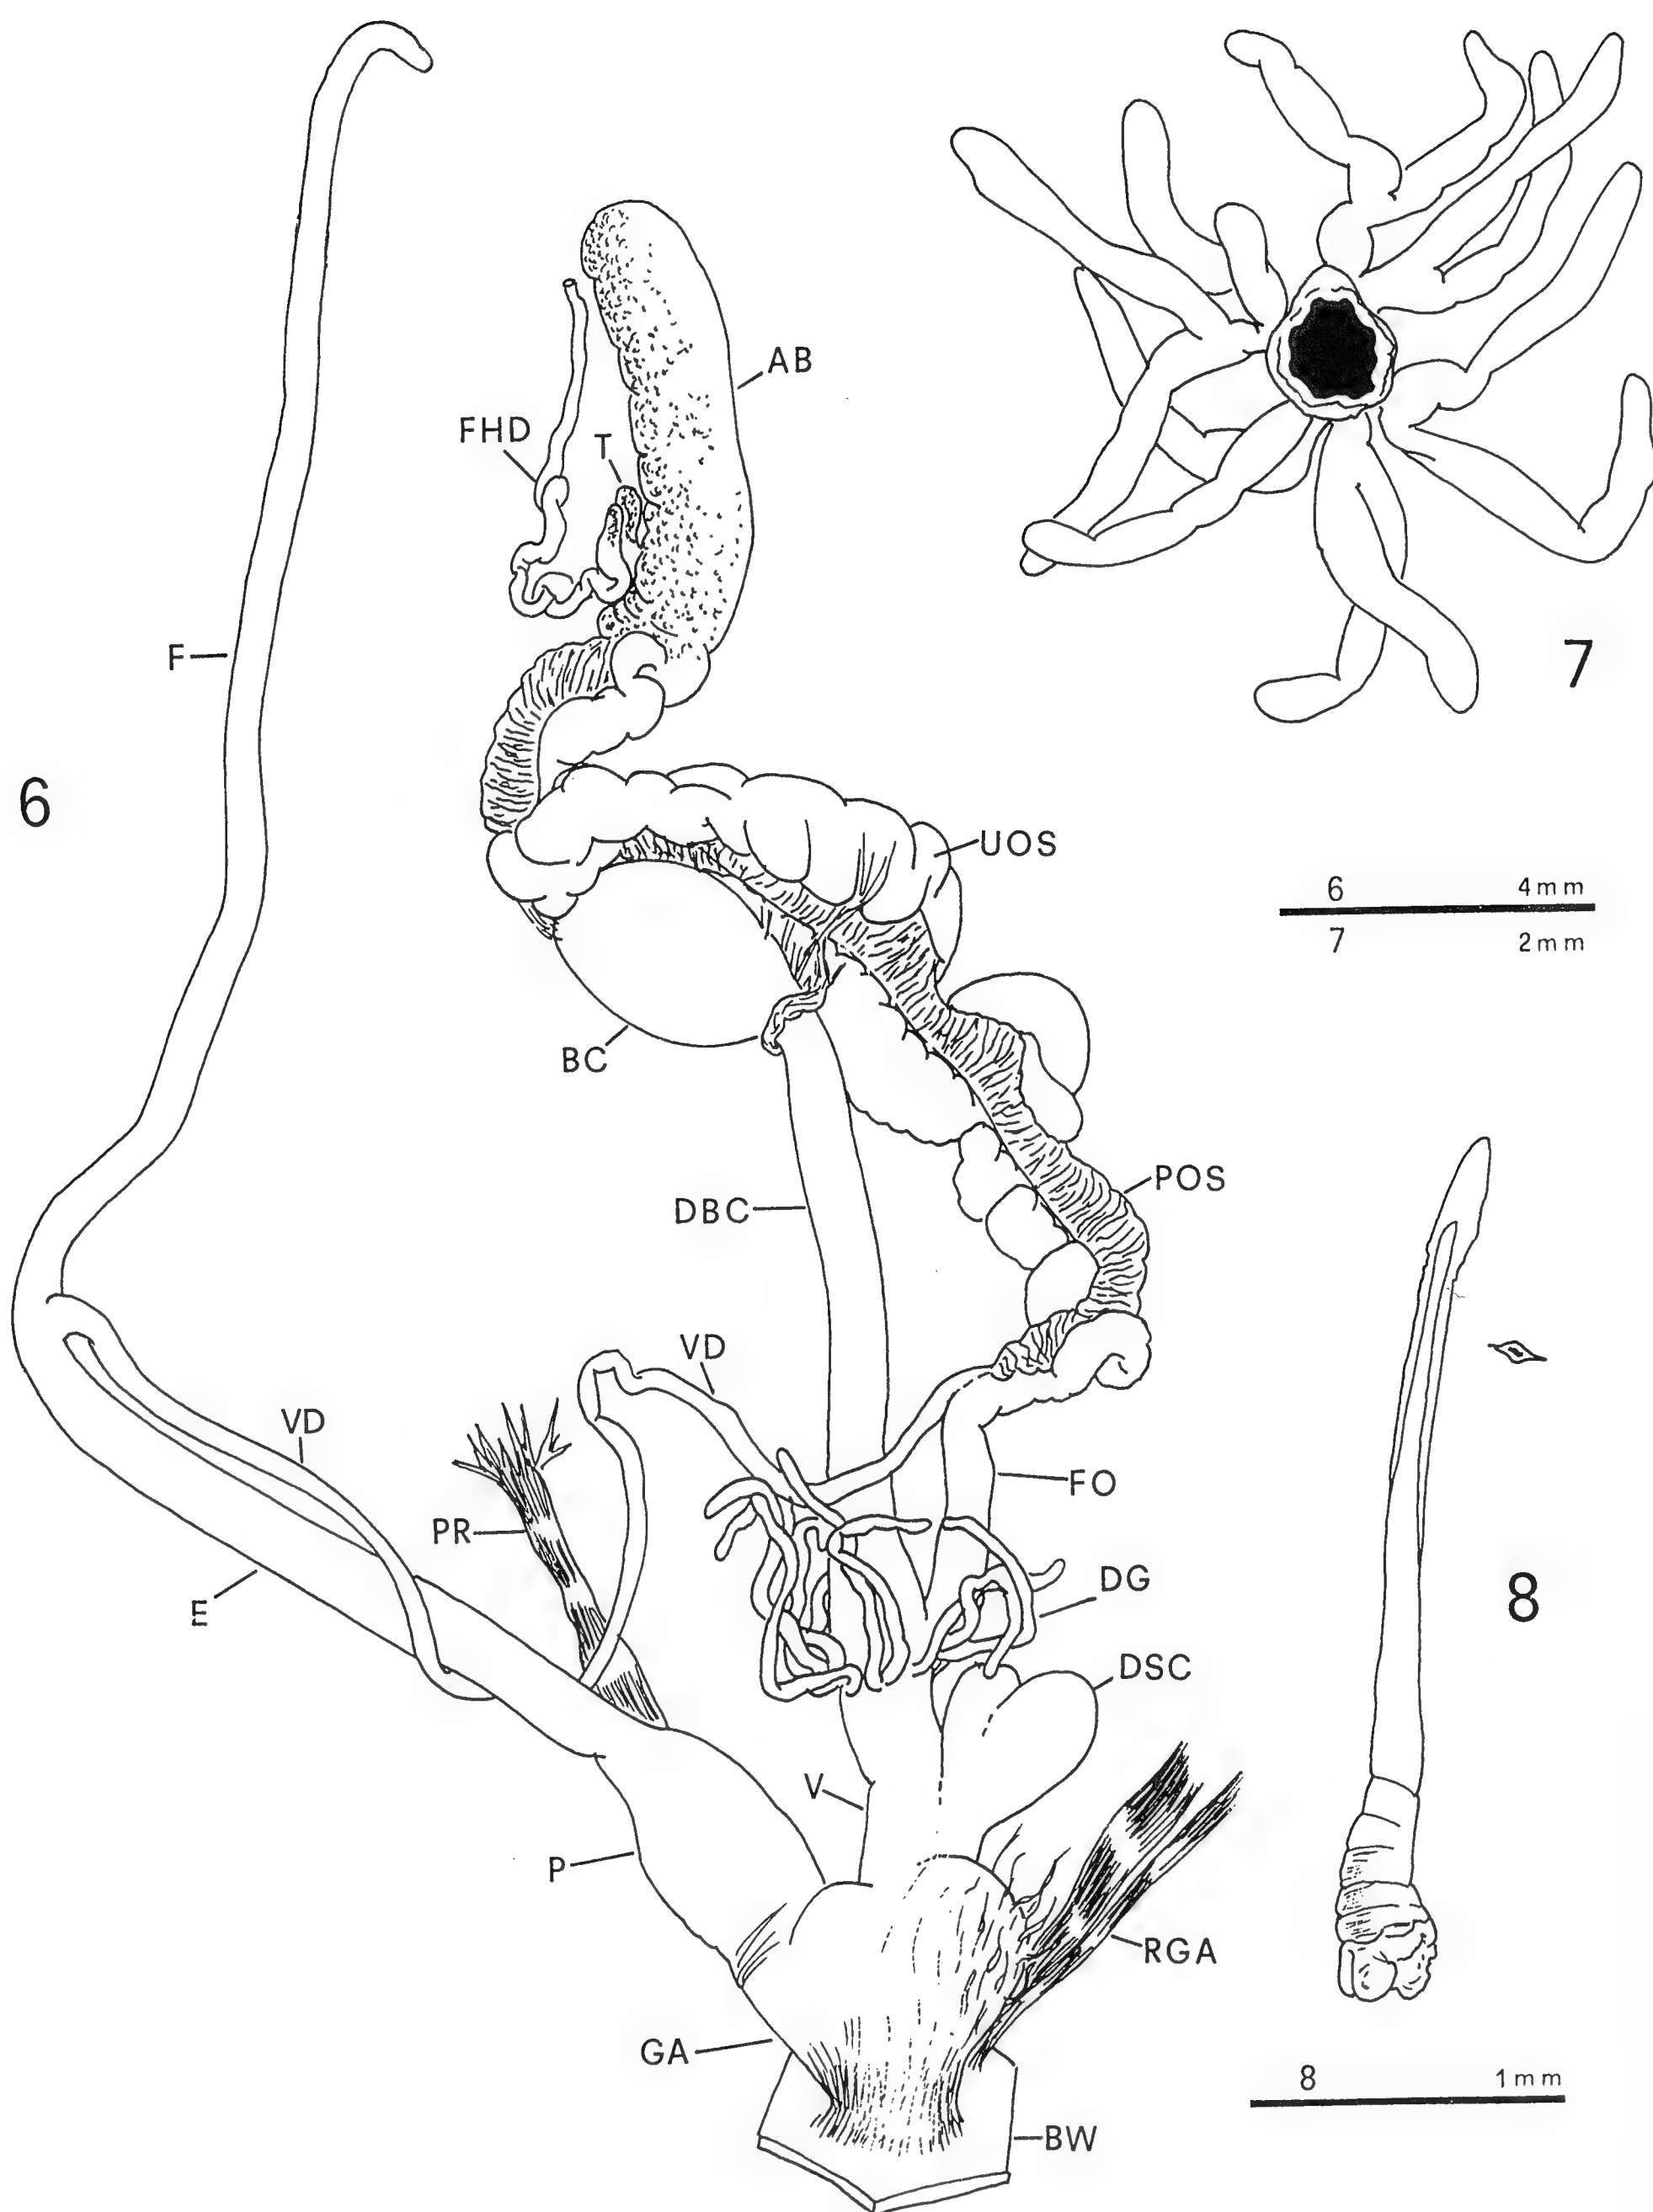 AB
FHD
T
F
7
6
UOS
6 4mm
7 2mm
BC
POS
DBC
VD
VD
FO
PR
DG
E
8
DSC
V
P
RGA
GA
8 1mm
BW